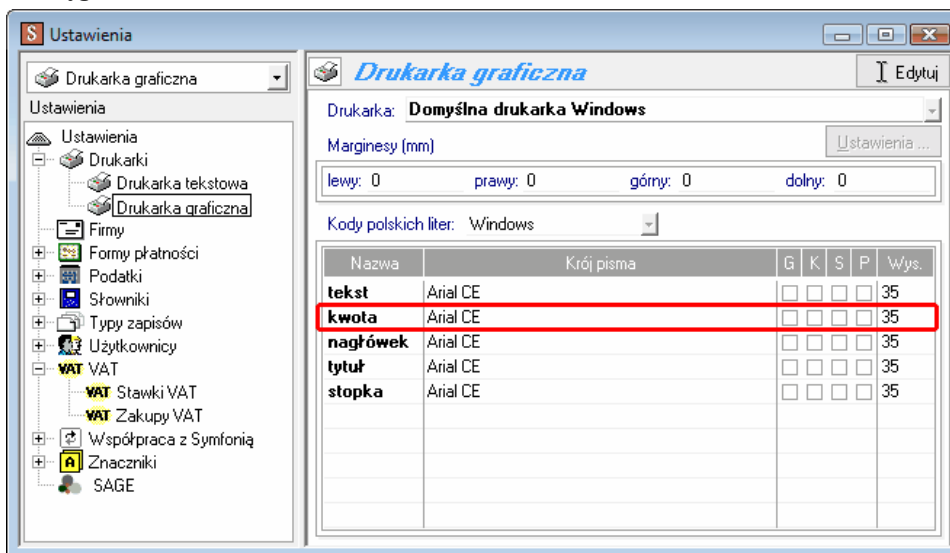 S Ustawienia
Drukarka graficzna
Ustawienia
Ustawienia
Drukarki
Drukarka tekstowa
Drukarka graficzna
Firmy
Formy płatności
Podatki
Słowniki
Typy zapisów
Użytkownicy
VAT VAT
VAT Stawki VAT
VAT Zakupy VAT
Współpraca z Symfonią
A Znaczniki
SAGE
Drukarka graficzna
Edytuj
Drukarka: Domyślna drukarka Windows
Marginesy (mm)
Ustawienia ...
lewy: 0 prawy: 0 górny: 0 dolny: 0
Kody polskich liter: Windows
Nazwa Krój pisma G K S P Wys.
tekst Arial CE 35
kwota Arial CE 35
nagłówek Arial CE 35
tytuł Arial CE 35
stopka Arial CE 35